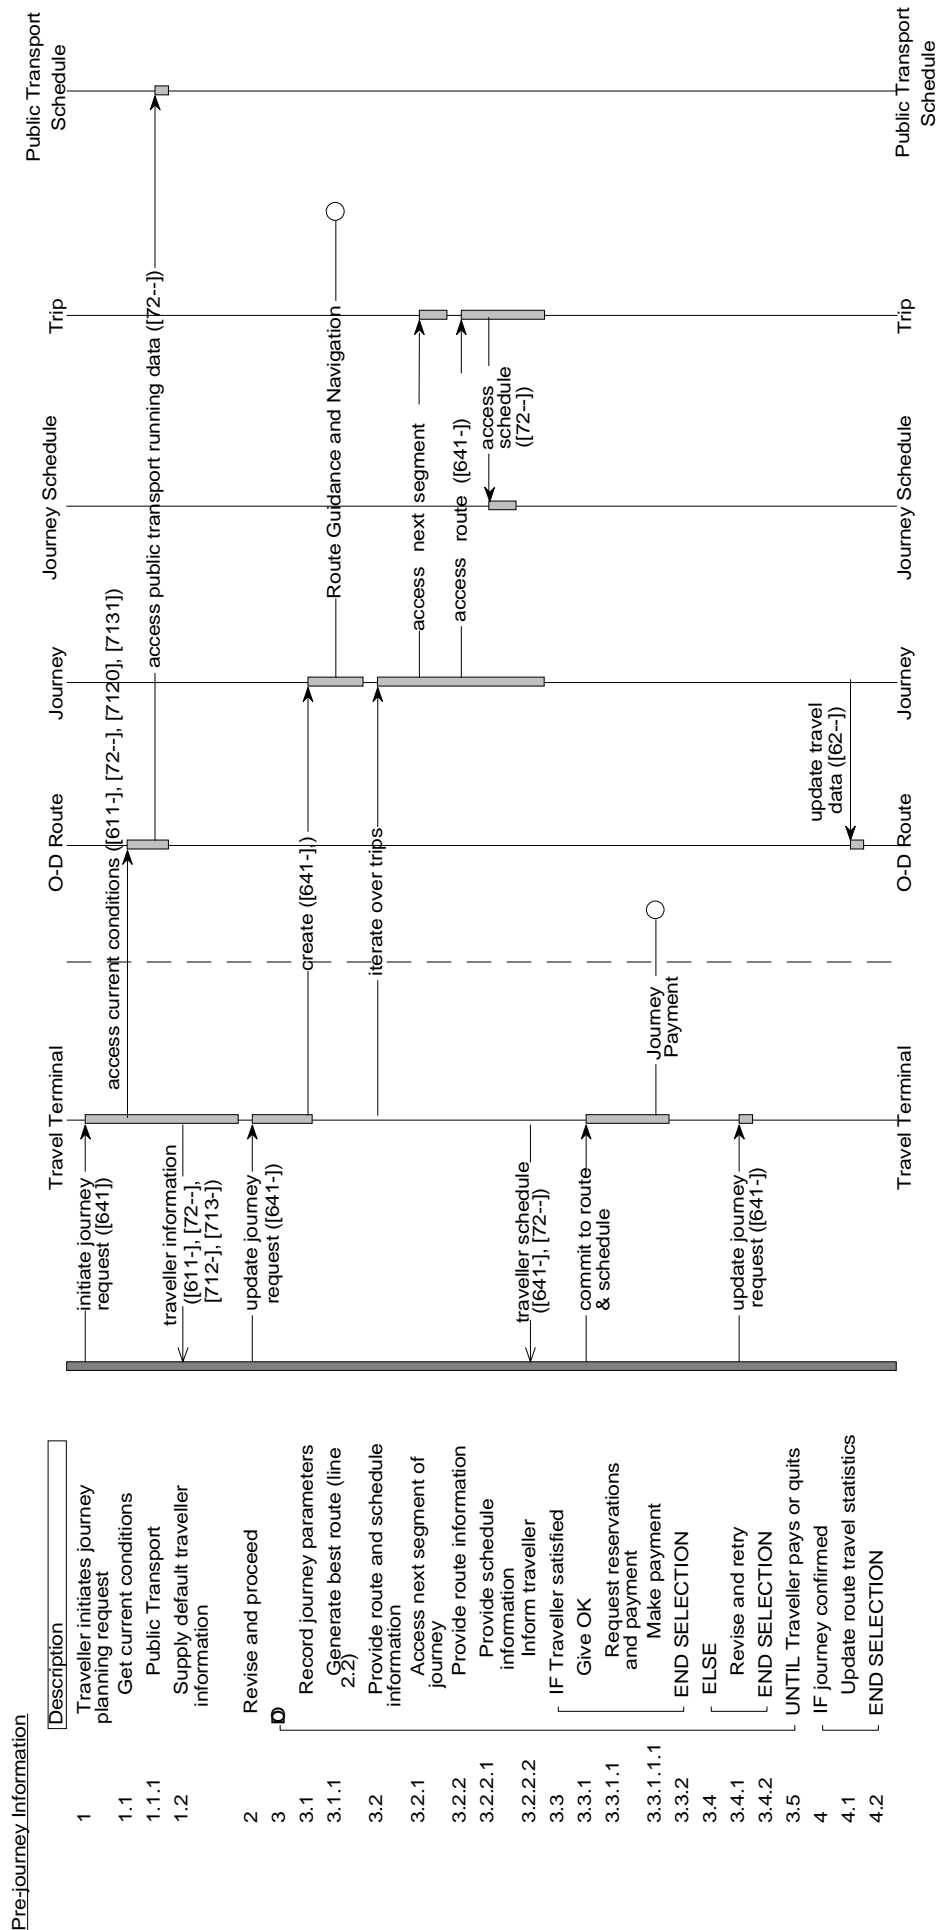 Pre-journey Information
Description
1 Traveller initiates journey
planning request
1.1 Get current conditions
1.1.1 Public Transport
1.2 Supply default traveller
information
2 Revise and proceed
3 DO
3.1 Record journey parameters
3.1.1 Generate best route (line
2.2)
3.2 Provide route and schedule
information
3.2.1 Access next segment of
journey
3.2.2 Provide route information
3.2.2.1 Provide schedule
information
3.2.2.2 Inform traveller
3.3 IF Traveller satisfied
3.3.1 Give OK
3.3.1.1 Request reservations
and payment
3.3.1.1.1 Make payment
3.3.2 END SELECTION
3.4 ELSE
3.4.1 Revise and retry
3.4.2 END SELECTION
3.5 UNTIL Traveller pays or quits
4 IF journey confirmed
4.1 Update route travel statistics
4.2 END SELECTION
Travel Terminal
O-D Route
Journey
Journey Schedule
Trip
Public Transport
Schedule
initiate journey
request ([641])
access current conditions ([611-], [72--], [7120], [7131])
access public transport running data ([72--])
traveller information
([611-], [72--],
[712-], [713-])
update journey
request ([641-])
create ([641-],)
Route Guidance and Navigation
iterate over trips
access next segment
access route ([641-])
access
schedule
([72--])
traveller schedule
([641-], [72--])
commit to route
& schedule
Journey
Payment
update journey
request ([641-])
update travel
data ([62--])
Travel Terminal
O-D Route
Journey
Journey Schedule
Trip
Public Transport
Schedule